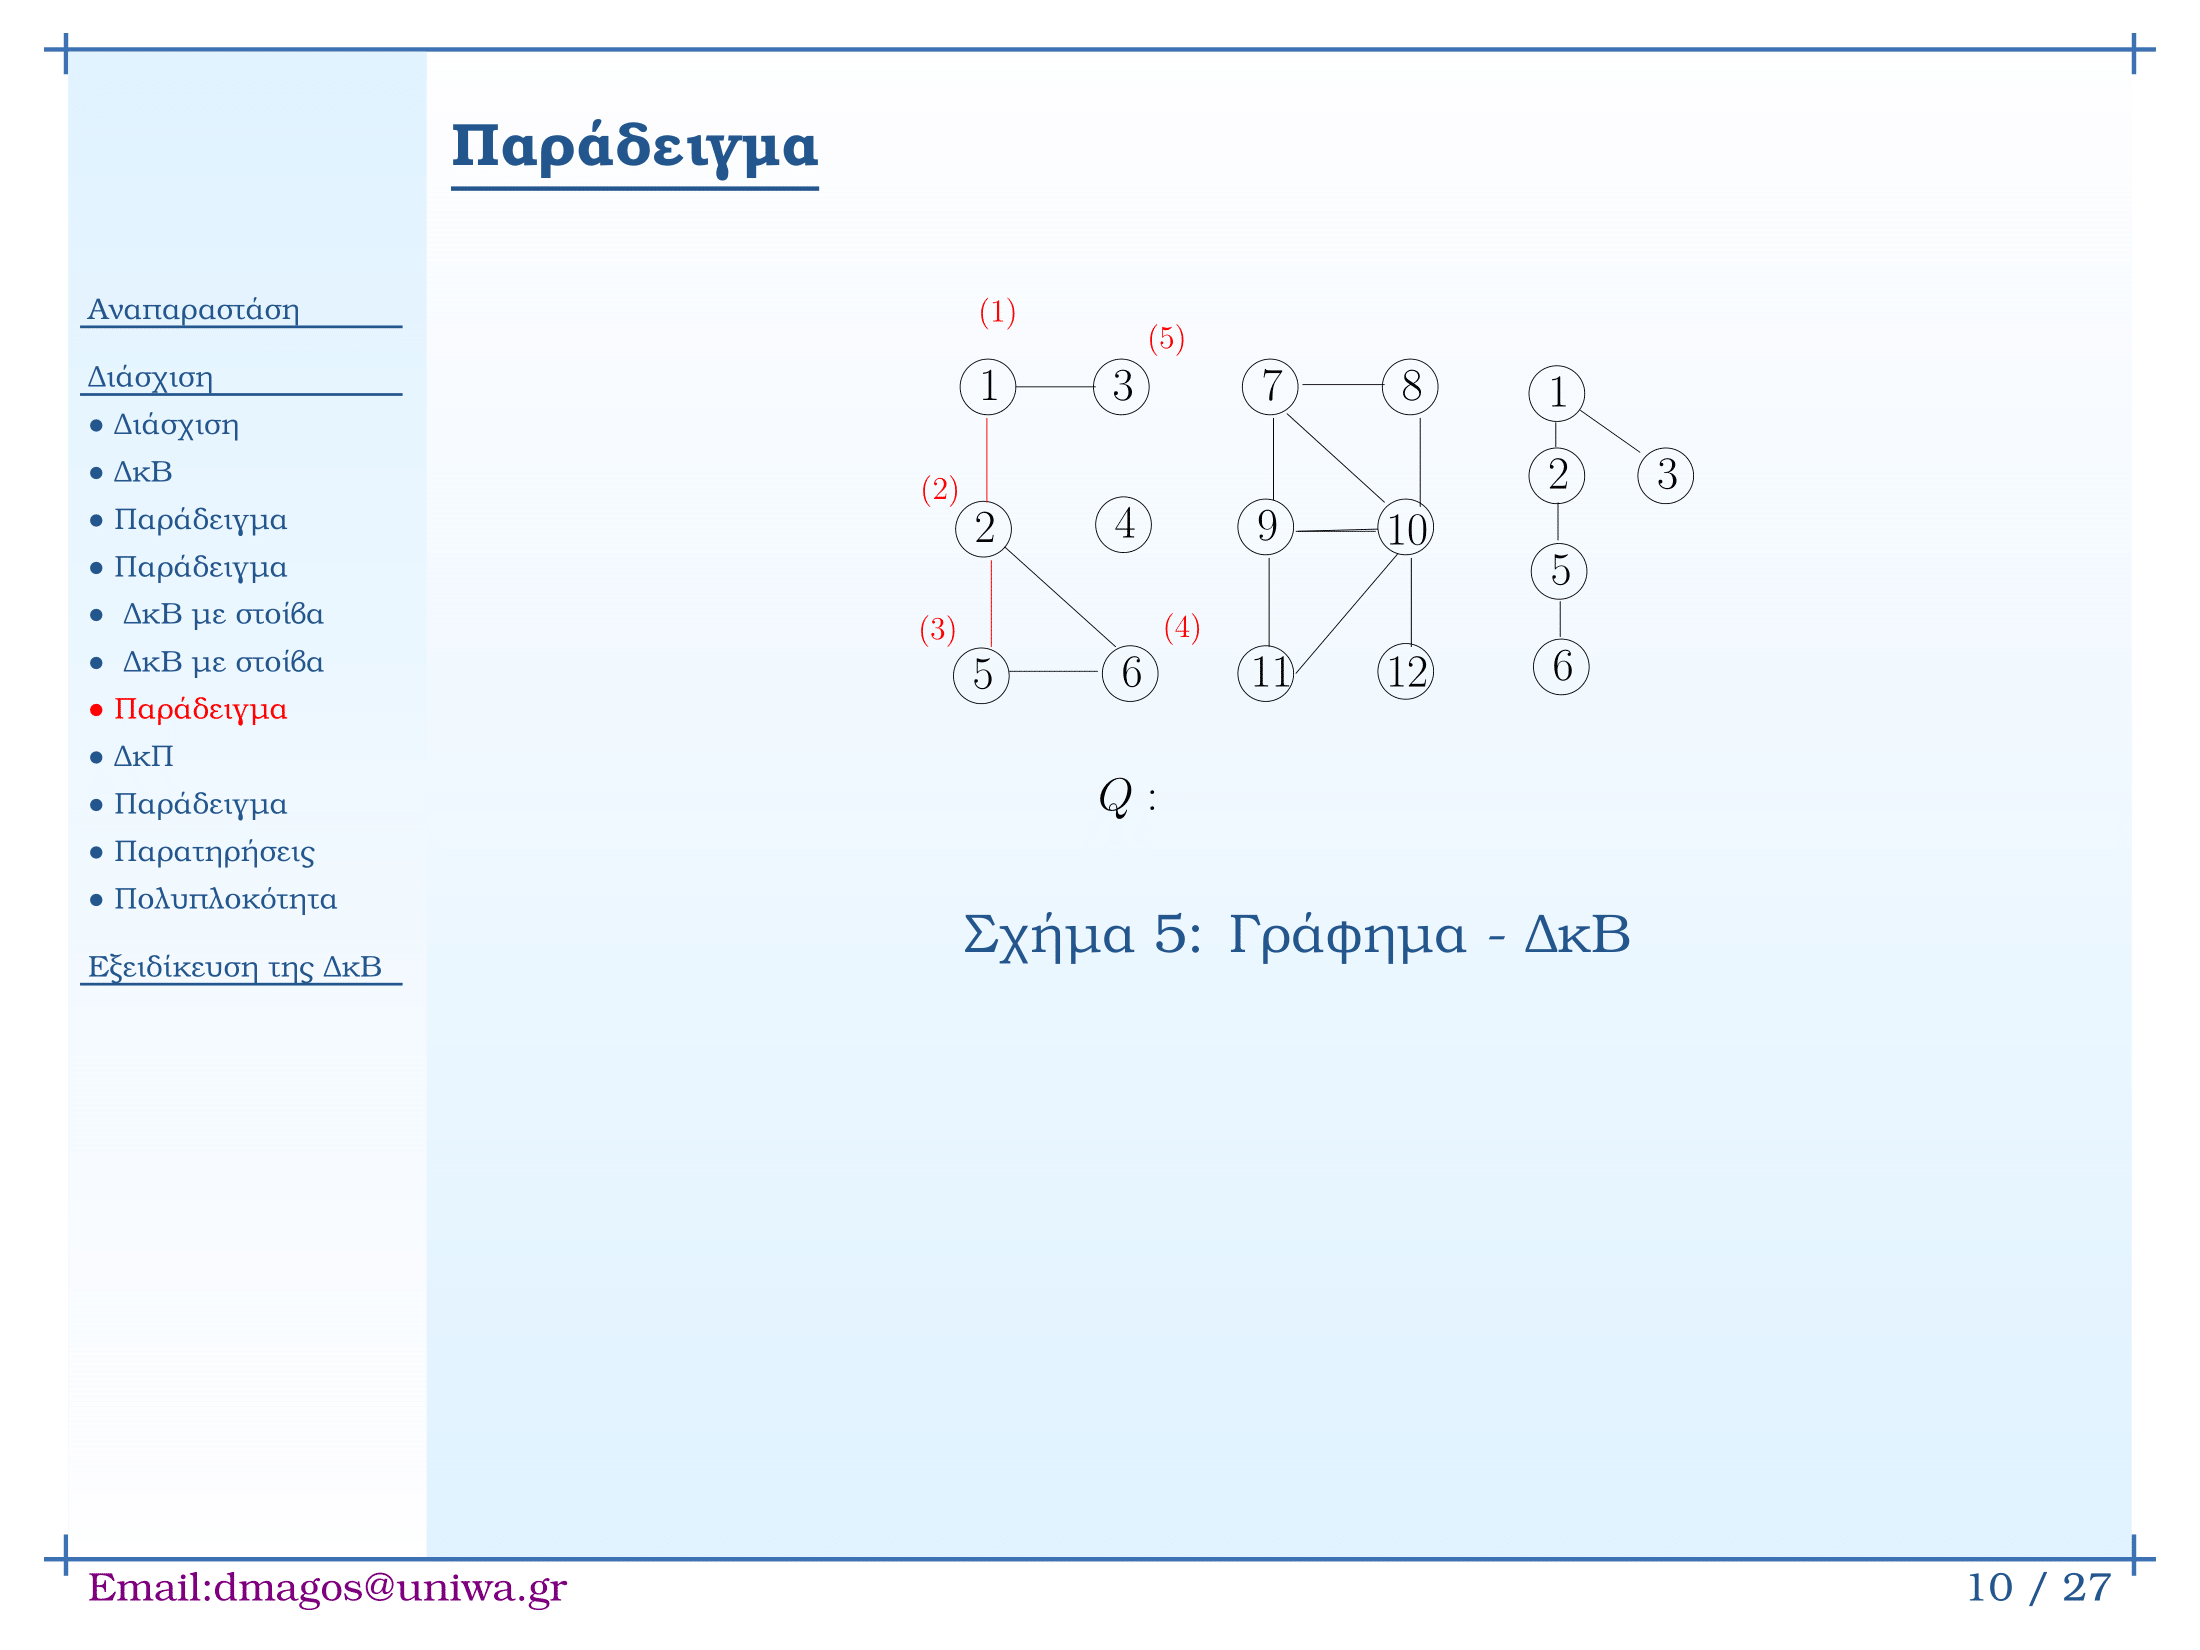 Παράδειγμα
Αναπαραστάση
Διάσχιση
● Διάσχιση
● ΔκΒ
● Παράδειγμα
● Παράδειγμα
● ΔκΒ με στοίβα
● ΔκΒ με στοίβα
● Παράδειγμα
● ΔκΠ
● Παράδειγμα
● Παρατηρήσεις
● Πολυπλοκότητα
Εξειδίκευση της ΔκΒ
(1)
(5)
1 3 7 8 1
2 3
(2)
2 4 9 10
5
(3) (4)
5 6 11 12 6
Q :
Σχήμα 5: Γράφημα - ΔκΒ
Email:dmagos@uniwa.gr
10 / 27